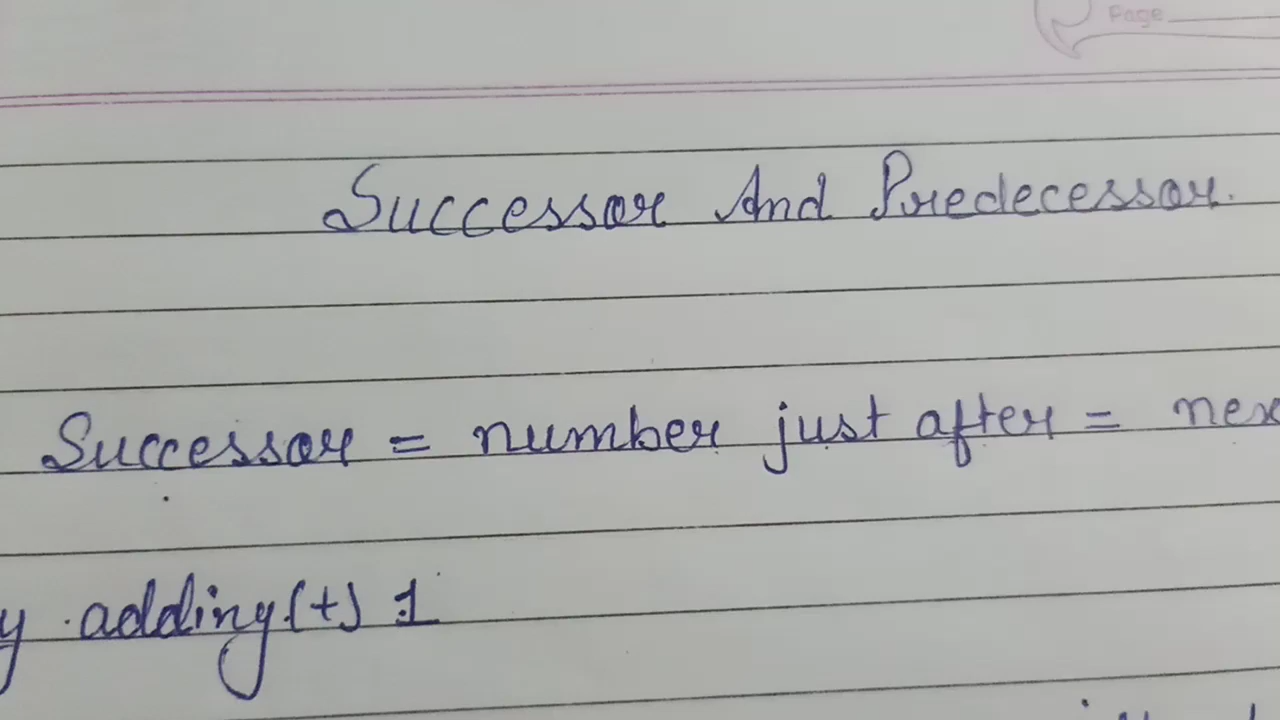 Page
Successor And Predecessor.
Successor = number just after =
adding (+) 1